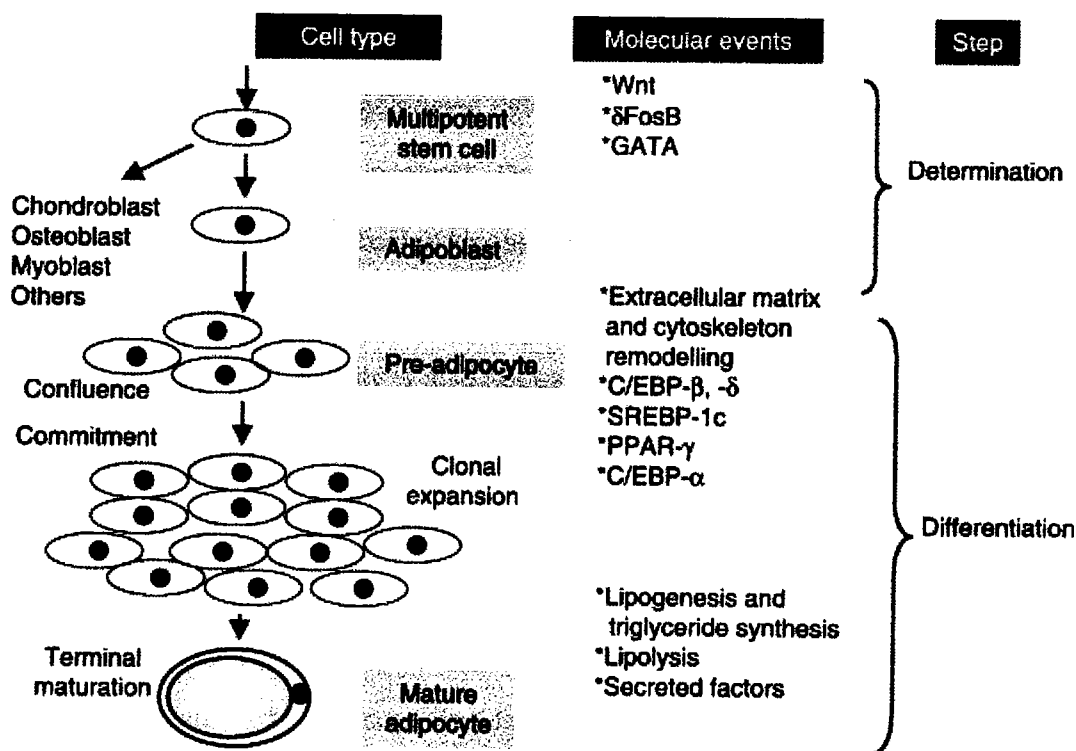 Cell type
Molecular events
Step
Multipotent
stem cell
*Wnt
*δFosB
*GATA
Determination
Chondroblast
Osteoblast
Myoblast
Others
Adipoblast
*Extracellular matrix
and cytoskeleton
remodelling
*C/EBP-β, -δ
*SREBP-1c
*PPAR-γ
*C/EBP-α
Pre-adipocyte
Confluence
Commitment
Clonal
expansion
Differentiation
*Lipogenesis and
triglyceride synthesis
*Lipolysis
*Secreted factors
Terminal
maturation
Mature
adipocyte